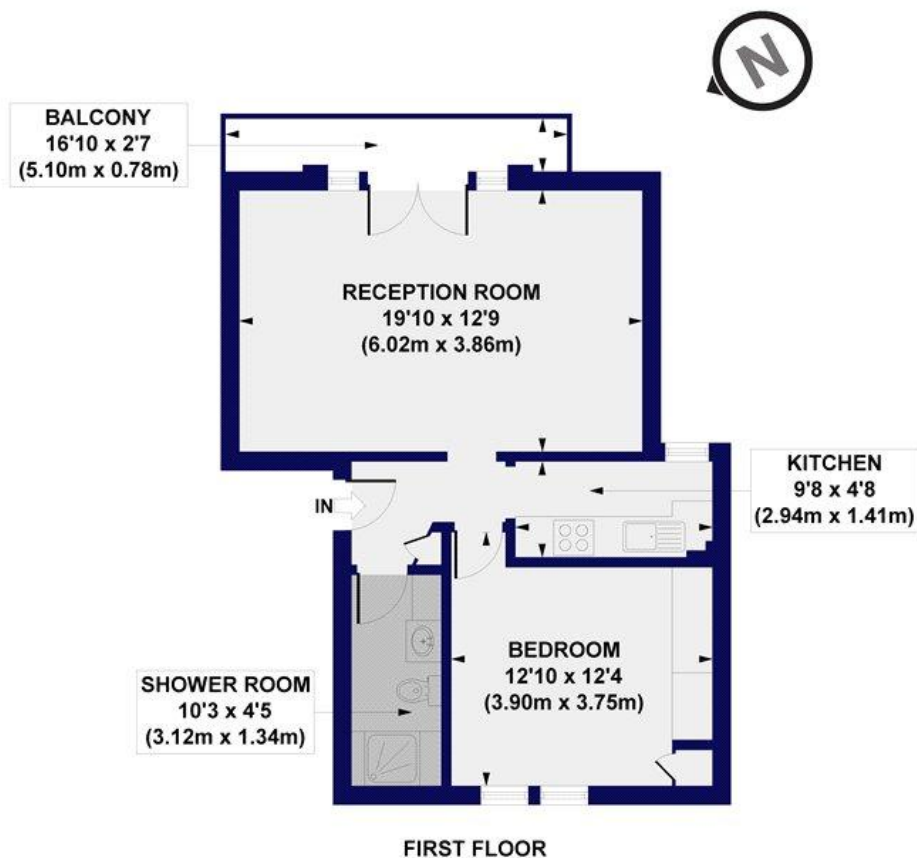 N
BALCONY
16'10 x 2'7
(5.10m x 0.78m)
RECEPTION ROOM
19'10 x 12'9
(6.02m x 3.86m)
KITCHEN
9'8 x 4'8
(2.94m x 1.41m)
IN
BEDROOM
12'10 x 12'4
(3.90m x 3.75m)
SHOWER ROOM
10'3 x 4'5
(3.12m x 1.34m)
FIRST FLOOR